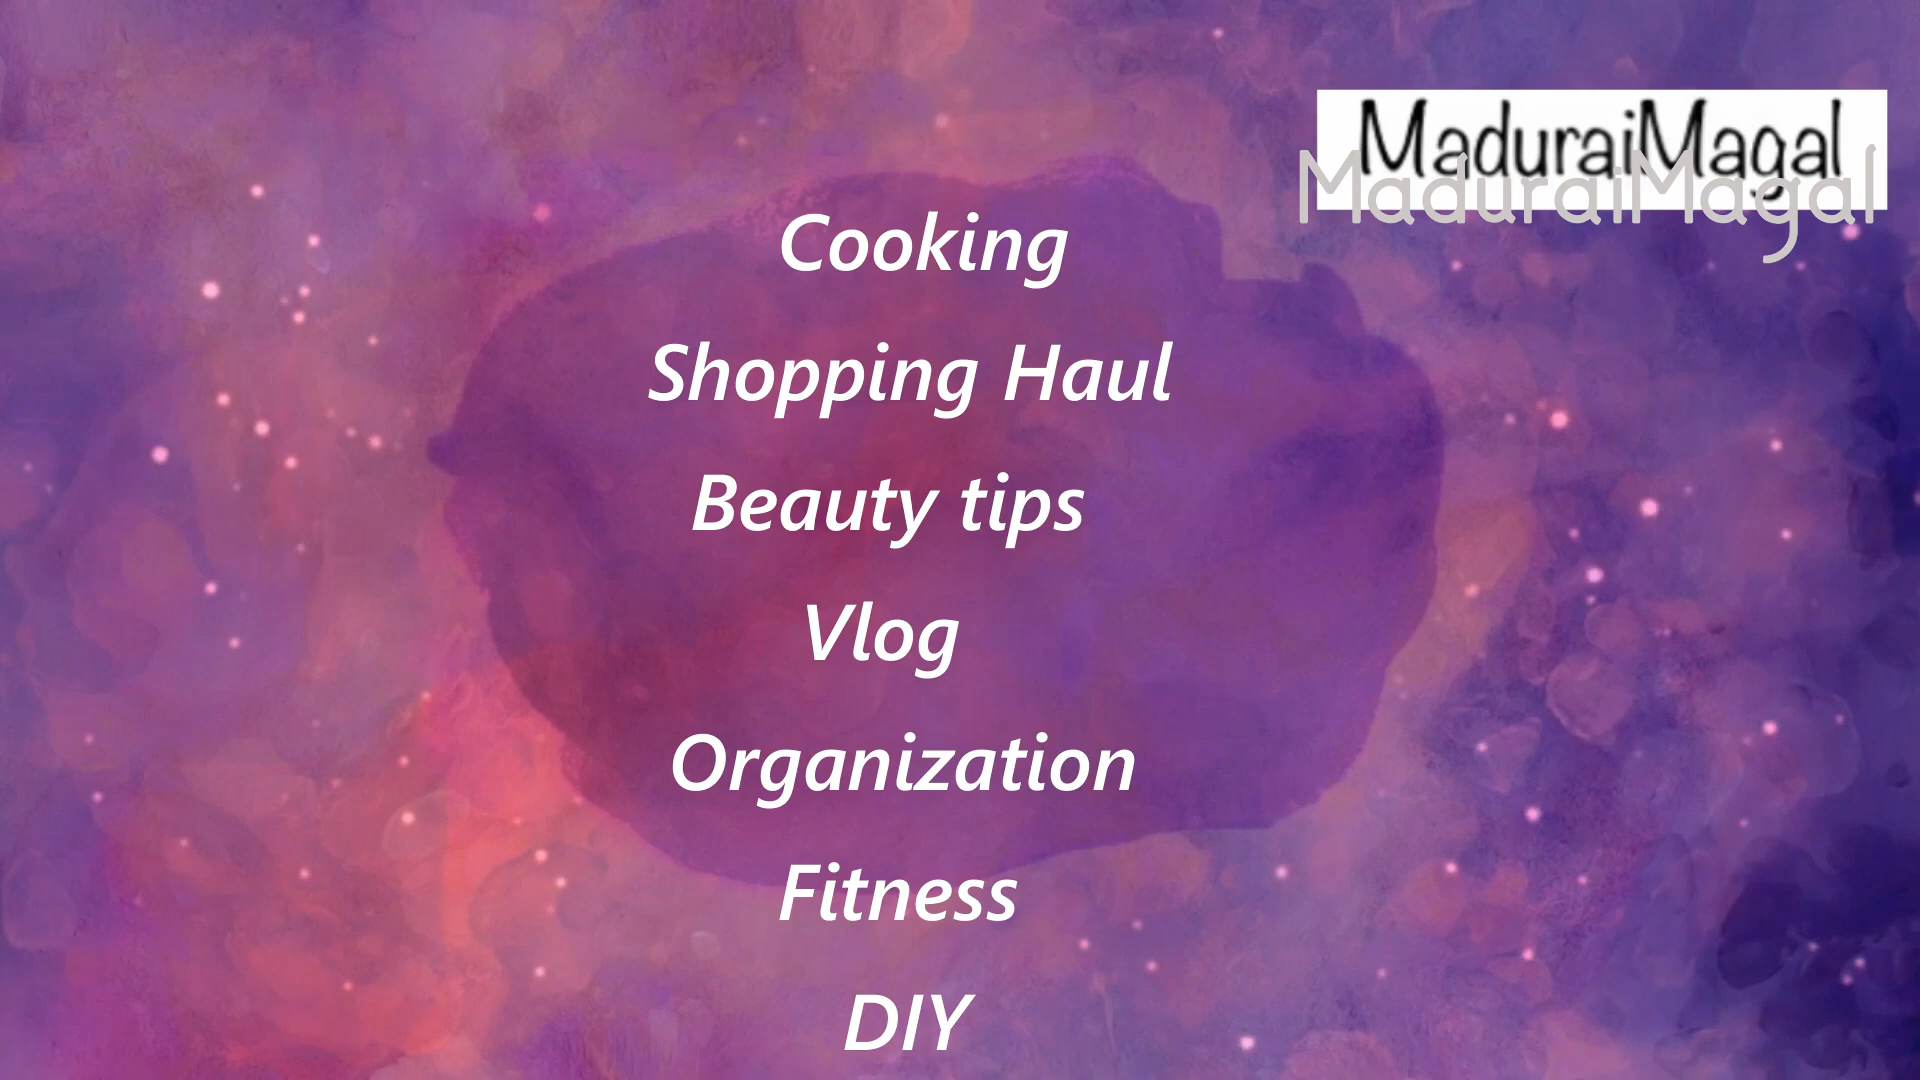 MaduraiMagal
MaduraiMagal
Cooking
Shopping Haul
Beauty tips
Vlog
Organization
Fitness
DIY